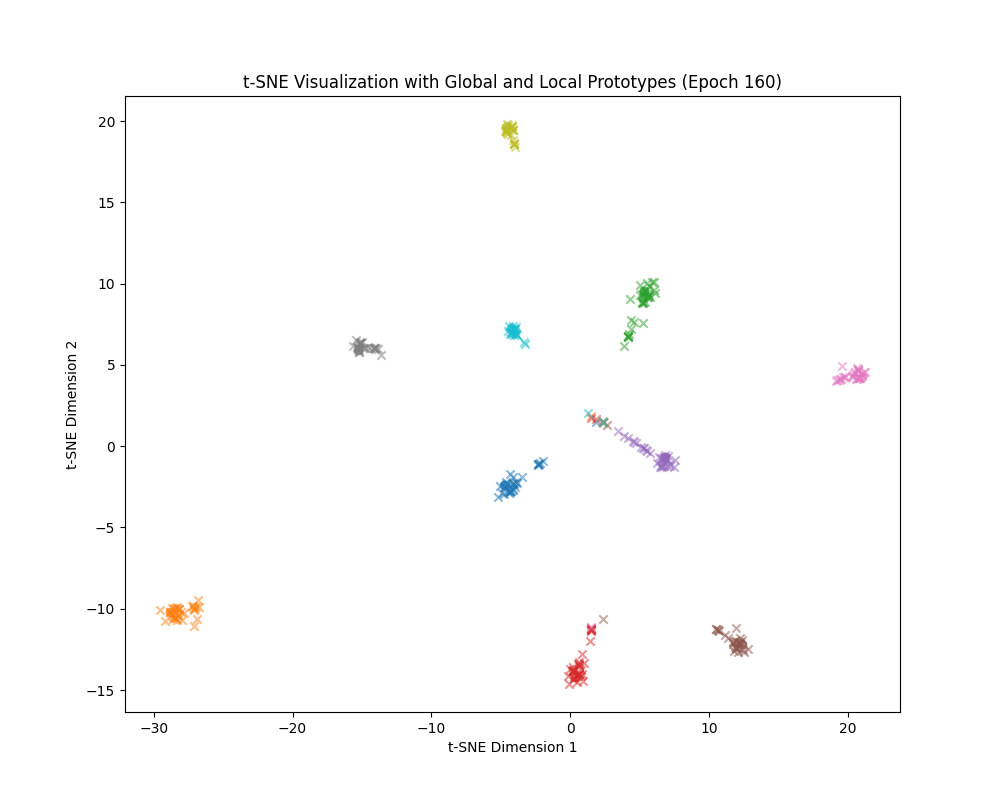 t-SNE Visualization with Global and Local Prototypes (Epoch 160)
20
15
10
5
0
−5
−10
−15
t-SNE Dimension 2
−30 −20 −10 0 10 20
t-SNE Dimension 1